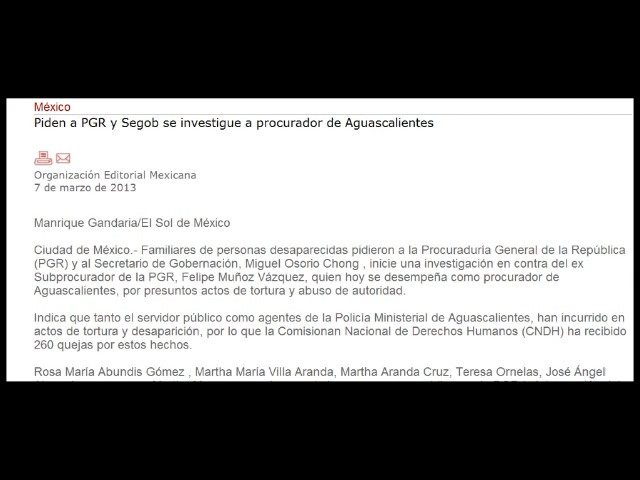 México
Piden a PGR y Segob se investigue a procurador de Aguascalientes
Organización Editorial Mexicana
7 de marzo de 2013
Manrique Gandaria/El Sol de México
Ciudad de México.- Familiares de personas desaparecidas pidieron a la Procuraduría General de la República
(PGR) y al Secretario de Gobernación, Miguel Osorio Chong , inicie una investigación en contra del ex
Subprocurador de la PGR, Felipe Muñoz Vázquez, quien hoy se desempeña como procurador de
Aguascalientes, por presuntos actos de tortura y abuso de autoridad.
Indica que tanto el servidor público como agentes de la Policía Ministerial de Aguascalientes, han incurrido en
actos de tortura y desaparición, por lo que la Comisionan Nacional de Derechos Humanos (CNDH) ha recibido
260 quejas por estos hechos.
Rosa María Abundis Gómez , Martha María Villa Aranda, Martha Aranda Cruz, Teresa Ornelas, José Ángel